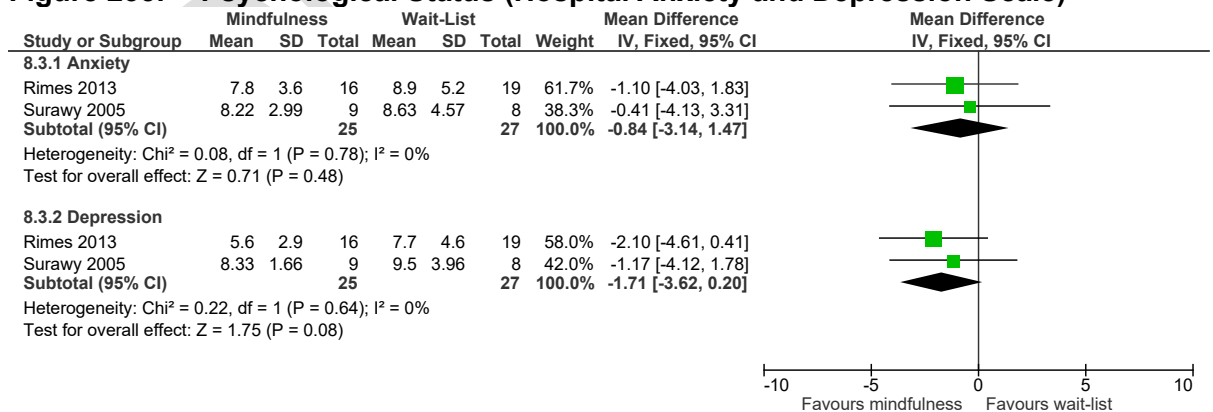 Figure 253: Psychological Status (Hospital Anxiety and Depression Scale)
Mindfulness Wait-List Mean Difference Mean Difference
Study or Subgroup Mean SD Total Mean SD Total Weight IV, Fixed, 95% CI IV, Fixed, 95% CI
8.3.1 Anxiety
Rimes 2013 7.8 3.6 16 8.9 5.2 19 61.7% -1.10 [-4.03, 1.83]
Surawy 2005 8.22 2.99 9 8.63 4.57 8 38.3% -0.41 [-4.13, 3.31]
Subtotal (95% CI) 25 27 100.0% -0.84 [-3.14, 1.47]
Heterogeneity: Chi² = 0.08, df = 1 (P = 0.78); I² = 0%
Test for overall effect: Z = 0.71 (P = 0.48)
8.3.2 Depression
Rimes 2013 5.6 2.9 16 7.7 4.6 19 58.0% -2.10 [-4.61, 0.41]
Surawy 2005 8.33 1.66 9 9.5 3.96 8 42.0% -1.17 [-4.12, 1.78]
Subtotal (95% CI) 25 27 100.0% -1.71 [-3.62, 0.20]
Heterogeneity: Chi² = 0.22, df = 1 (P = 0.64); I² = 0%
Test for overall effect: Z = 1.75 (P = 0.08)
-10 -5 0 5 10
Favours mindfulness Favours wait-list